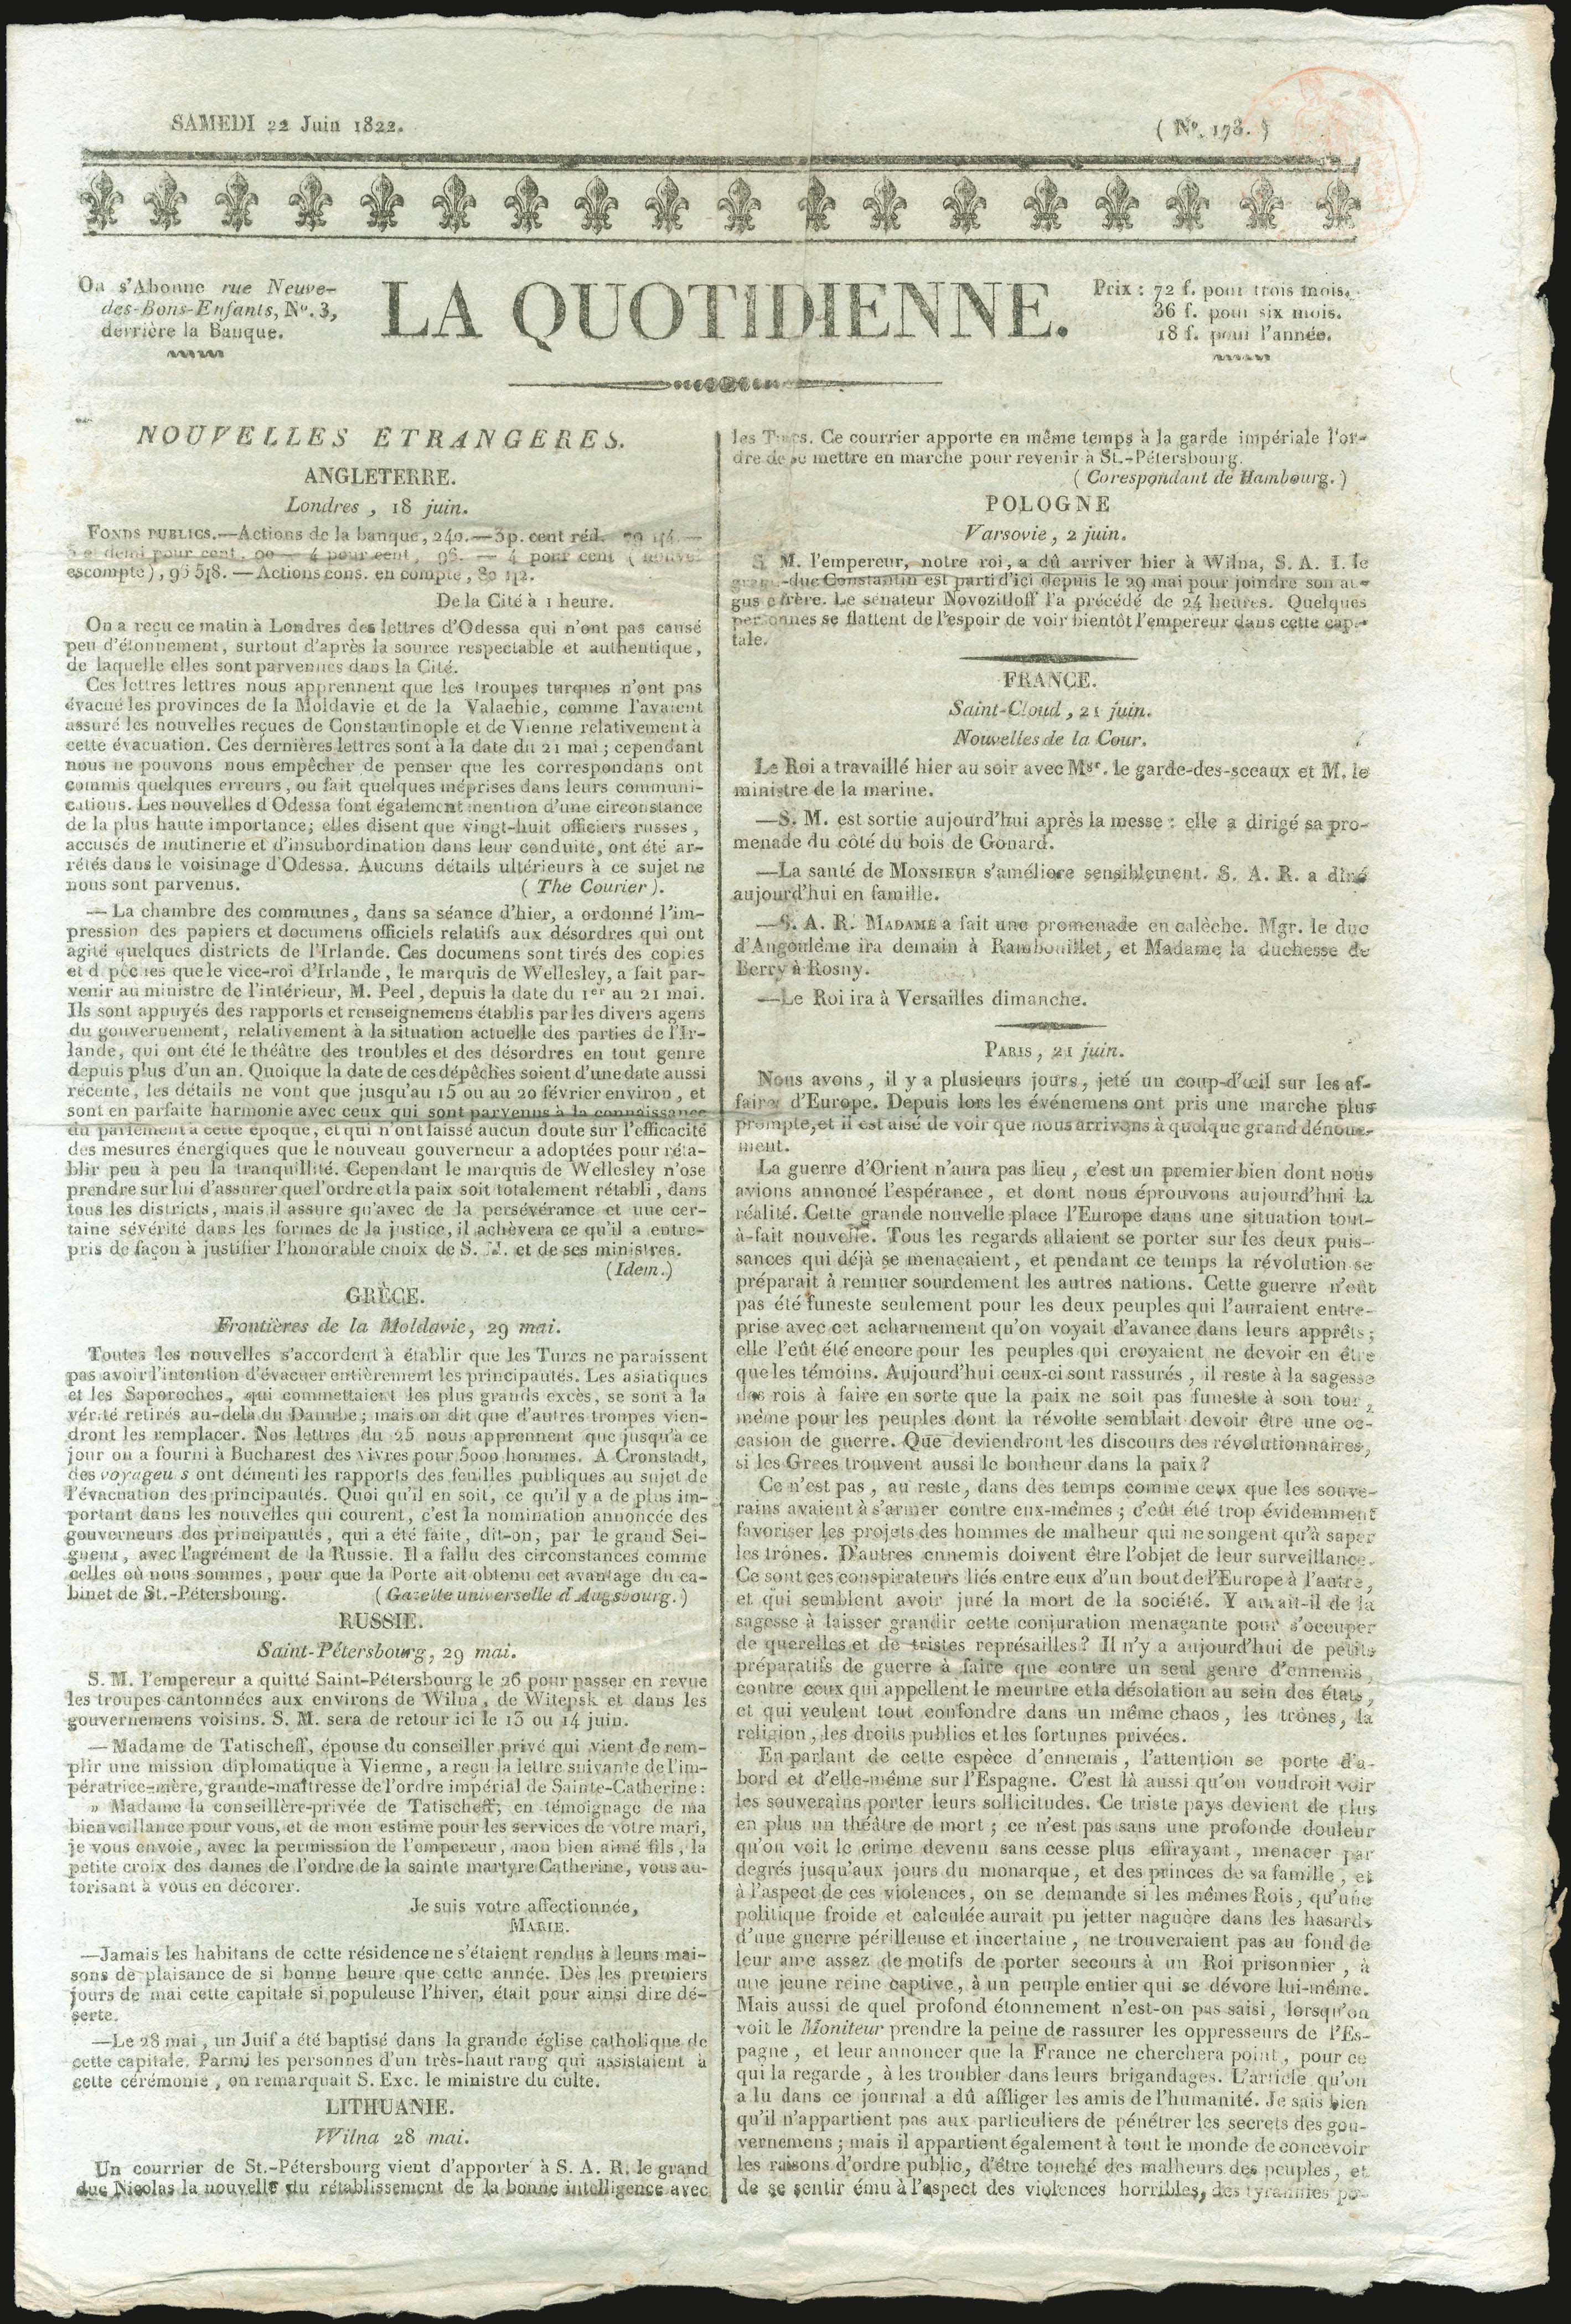 SAMEDI 22 Juin 1822.
( N°. 173. )
On s'Abonne rue Neuve-
des-Bons-Enfants, N°. 3,
derrière la Banque.
LA QUOTIDIENNE.
Prix : 72 f. pour trois mois.
36 f. pour six mois.
18 f. pour l'année.
NOUVELLES ETRANGERES.
ANGLETERRE.
Londres , 18 juin.
FONDS PUBLICS.—Actions de la banque, 240.—3 p. cent réd.
pour cent — 4 pour cent , 96. — 4 pour cent
escompte), 95 5/8. — Actions cons. en compte, 80 1/2.
De la Cité à 1 heure.
On a reçu ce matin à Londres des lettres d'Odessa qui n'ont pas causé
peu d'étonnement, surtout d'après la source respectable et authentique,
de laquelle elles sont parvenues dans la Cité.
Ces lettres lettres nous apprennent que les troupes turques n'ont pas
évacué les provinces de la Moldavie et de la Valachie, comme l'avaient
assuré les nouvelles reçues de Constantinople et de Vienne relativement à
cette évacuation. Ces dernières lettres sont à la date du 21 mai ; cependant
nous ne pouvons nous empêcher de penser que les correspondans ont
commis quelques erreurs, ou fait quelques méprises dans leurs communi-
cations. Les nouvelles d'Odessa font également mention d'une circonstance
de la plus haute importance; elles disent que vingt-huit officiers russes ,
accusés de mutinerie et d'insubordination dans leur conduite, ont été ar-
rêtés dans le voisinage d'Odessa. Aucuns détails ultérieurs à ce sujet ne
nous sont parvenus. ( The Courier ).
— La chambre des communes, dans sa séance d'hier, a ordonné l'im-
pression des papiers et documens officiels relatifs aux désordres qui ont
agité quelques districts de l'Irlande. Ces documens sont tirés des copies
et d pêches que le vice-roi d'Irlande , le marquis de Wellesley, a fait par-
venir au ministre de l'intérieur, M. Peel, depuis la date du 1er au 21 mai.
Ils sont appuyés des rapports et renseignemens établis par les divers agens
du gouvernement, relativement à la situation actuelle des parties de l'Ir-
lande, qui ont été le théâtre des troubles et des désordres en tout genre
depuis plus d'un an. Quoique la date de ces dépêches soient d'une date aussi
récente, les détails ne vont que jusqu'au 15 ou au 20 février environ, et
sont en parfaite harmonie avec ceux qui sont parvenus à la connaissance
du parlement à cette époque, et qui n'ont laissé aucun doute sur l'efficacité
des mesures énergiques que le nouveau gouverneur a adoptées pour réta-
blir peu à peu la tranquillité. Cependant le marquis de Wellesley n'ose
prendre sur lui d'assurer que l'ordre et la paix soit totalement rétabli , dans
tous les districts, mais il assure qu'avec de la persévérance et une cer-
taine sévérité dans les formes de la justice, il achèvera ce qu'il a entre-
pris de façon à justifier l'honorable choix de S. M. et de ses ministres.
(Idem.)
GRÈCE.
Frontières de la Moldavie, 29 mai.
Toutes les nouvelles s'accordent à établir que les Turcs ne paraissent
pas avoir l'intention d'évacuer entièrement les principautés. Les asiatiques
et les Saporoches, qui commettaient les plus grands excès, se sont à la
vérité retirés au-delà du Danube ; mais on dit que d'autres troupes vien-
dront les remplacer. Nos lettres du 25 nous apprennent que jusqu'à ce
jour on a fourni à Bucharest des vivres pour 5000 hommes. A Cronstadt,
des voyageu s ont démenti les rapports des feuilles publiques au sujet de
l'évacuation des principautés. Quoi qu'il en soit, ce qu'il y a de plus im-
portant dans les nouvelles qui courent, c'est la nomination annoncée des
gouverneurs des principautés, qui a été faite, dit-on, par le grand Sei-
gneur, avec l'agrément de la Russie. Il a fallu des circonstances comme
celles où nous sommes, pour que la Porte ait obtenu cet avantage du ca-
binet de St.-Pétersbourg. ( Gazette universelle d'Augsbourg. )
RUSSIE.
Saint-Pétersbourg, 29 mai.
S. M. l'empereur a quitté Saint-Pétersbourg le 26 pour passer en revue
les troupes cantonnées aux environs de Wilna, de Witepsk et dans les
gouvernemens voisins. S. M. sera de retour ici le 13 ou 14 juin.
— Madame de Tatischeff, épouse du conseiller privé qui vient de rem-
plir une mission diplomatique à Vienne, a reçu la lettre suivante de l'im-
pératrice-mère, grande-maîtresse de l'ordre impérial de Sainte-Catherine :
» Madame la conseillère-privée de Tatischeff, en témoignage de ma
bienveillance pour vous, et de mon estime pour les services de votre mari,
je vous envoie, avec la permission de l'empereur, mon bien aimé fils, la
petite croix des dames de l'ordre de la sainte martyre Catherine, vous au-
torisant à vous en décorer.
Je suis votre affectionnée,
MARIE.
—Jamais les habitans de cette résidence ne s'étaient rendus à leurs mai-
sons de plaisance de si bonne heure que cette année. Dès les premiers
jours de mai cette capitale si populeuse l'hiver, était pour ainsi dire dé-
serte.
—Le 28 mai , un Juif a été baptisé dans la grande église catholique de
cette capitale. Parmi les personnes d'un très-haut rang qui assistaient à
cette cérémonie , on remarquait S. Exc. le ministre du culte.
LITHUANIE.
Wilna 28 mai.
Un courrier de St.-Pétersbourg vient d'apporter à S. A. R. le grand
duc Nicolas la nouvelle du rétablissement de la bonne intelligence avec
les Turcs. Ce courrier apporte en même temps à la garde impériale l'or-
dre de se mettre en marche pour revenir à St.-Pétersbourg.
( Corespondant de Hambourg. )
POLOGNE
Varsovie, 2 juin.
S. M. l'empereur, notre roi, a dû arriver hier à Wilna, S. A. I. le
grand-duc Constantin est parti d'ici depuis le 29 mai pour joindre son au-
gus e frère. Le sénateur Novozitloff l'a précédé de 24 heures. Quelques
personnes se flattent de l'espoir de voir bientôt l'empereur dans cette capi-
tale.
FRANCE.
Saint-Cloud , 21 juin.
Nouvelles de la Cour.
Le Roi a travaillé hier au soir avec Mgr. le garde-des-sceaux et M. le
ministre de la marine.
—S. M. est sortie aujourd'hui après la messe : elle a dirigé sa pro-
menade du côté du bois de Gonard.
—La santé de MONSIEUR s'améliore sensiblement. S. A. R. a dîné
aujourd'hui en famille.
—S. A. R. MADAME a fait une promenade en calèche. Mgr. le duc
d'Angoulême ira demain à Rambouillet, et Madame la duchesse de
Berry à Rosny.
—Le Roi ira à Versailles dimanche.
PARIS, 21 juin.
Nous avons , il y a plusieurs jours, jeté un coup-d'œil sur les af-
faires d'Europe. Depuis lors les événemens ont pris une marche plus
prompte, et il est aisé de voir que nous arrivons à quelque grand dénoue-
ment.
La guerre d'Orient n'aura pas lieu , c'est un premier bien dont nous
avions annoncé l'espérance, et dont nous éprouvons aujourd'hui la
réalité. Cette grande nouvelle place l'Europe dans une situation tout-
à-fait nouvelle. Tous les regards allaient se porter sur les deux puis-
sances qui déjà se menaçaient, et pendant ce temps la révolution se
préparait à remuer sourdement les autres nations. Cette guerre n'eût
pas été funeste seulement pour les deux peuples qui l'auraient entre-
prise avec cet acharnement qu'on voyait d'avance dans leurs apprêts ;
elle l'eût été encore pour les peuples qui croyaient ne devoir en être
que les témoins. Aujourd'hui ceux-ci sont rassurés , il reste à la sagesse
des rois à faire en sorte que la paix ne soit pas funeste à son tour ,
même pour les peuples dont la révolte semblait devoir être une oc-
casion de guerre. Que deviendront les discours des révolutionnaires,
si les Grecs trouvent aussi le bonheur dans la paix ?
Ce n'est pas , au reste, dans des temps comme ceux que les souve-
rains avaient à s'armer contre eux-mêmes ; c'eût été trop évidemment
favoriser les projets des hommes de malheur qui ne songent qu'à saper
les trônes. D'autres ennemis doivent être l'objet de leur surveillance.
Ce sont ces conspirateurs liés entre eux d'un bout de l'Europe à l'autre,
et qui semblent avoir juré la mort de la société. Y aurait-il de la
sagesse à laisser grandir cette conjuration menaçante pour s'occuper
de querelles et de tristes représailles ? Il n'y a aujourd'hui de petits
préparatifs de guerre à faire que contre un seul genre d'ennemis ,
contre ceux qui appellent le meurtre et la désolation au sein des états,
et qui veulent tout confondre dans un même chaos, les trônes, la
religion, les droits publics et les fortunes privées.
En parlant de cette espèce d'ennemis , l'attention se porte d'a-
bord et d'elle-même sur l'Espagne. C'est là aussi qu'on voudroit voir
les souverains porter leurs sollicitudes. Ce triste pays devient de plus
en plus un théâtre de mort ; ce n'est pas sans une profonde douleur
qu'on voit le crime devenu sans cesse plus effrayant, menacer par
degrés jusqu'aux jours du monarque, et des princes de sa famille , et
à l'aspect de ces violences, on se demande si les mêmes Rois, qu'une
politique froide et calculée aurait pu jetter naguère dans les hasards
d'une guerre périlleuse et incertaine, ne trouveraient pas au fond de
leur ame assez de motifs de porter secours à un Roi prisonnier , à
une jeune reine captive, à un peuple entier qui se dévore lui-même.
Mais aussi de quel profond étonnement n'est-on pas saisi, lorsqu'on
voit le Moniteur prendre la peine de rassurer les oppresseurs de l'Es-
pagne , et leur annoncer que la France ne cherchera point , pour ce
qui la regarde , à les troubler dans leurs brigandages. L'article qu'on
a lu dans ce journal a dû affliger les amis de l'humanité. Je sais bien
qu'il n'appartient pas aux particuliers de pénétrer les secrets des gou-
vernemens ; mais il appartient également à tout le monde de concevoir
les raisons d'ordre public, d'être touché des malheurs des peuples, et
de se sentir ému à l'aspect des violences horribles, des tyrannies po-